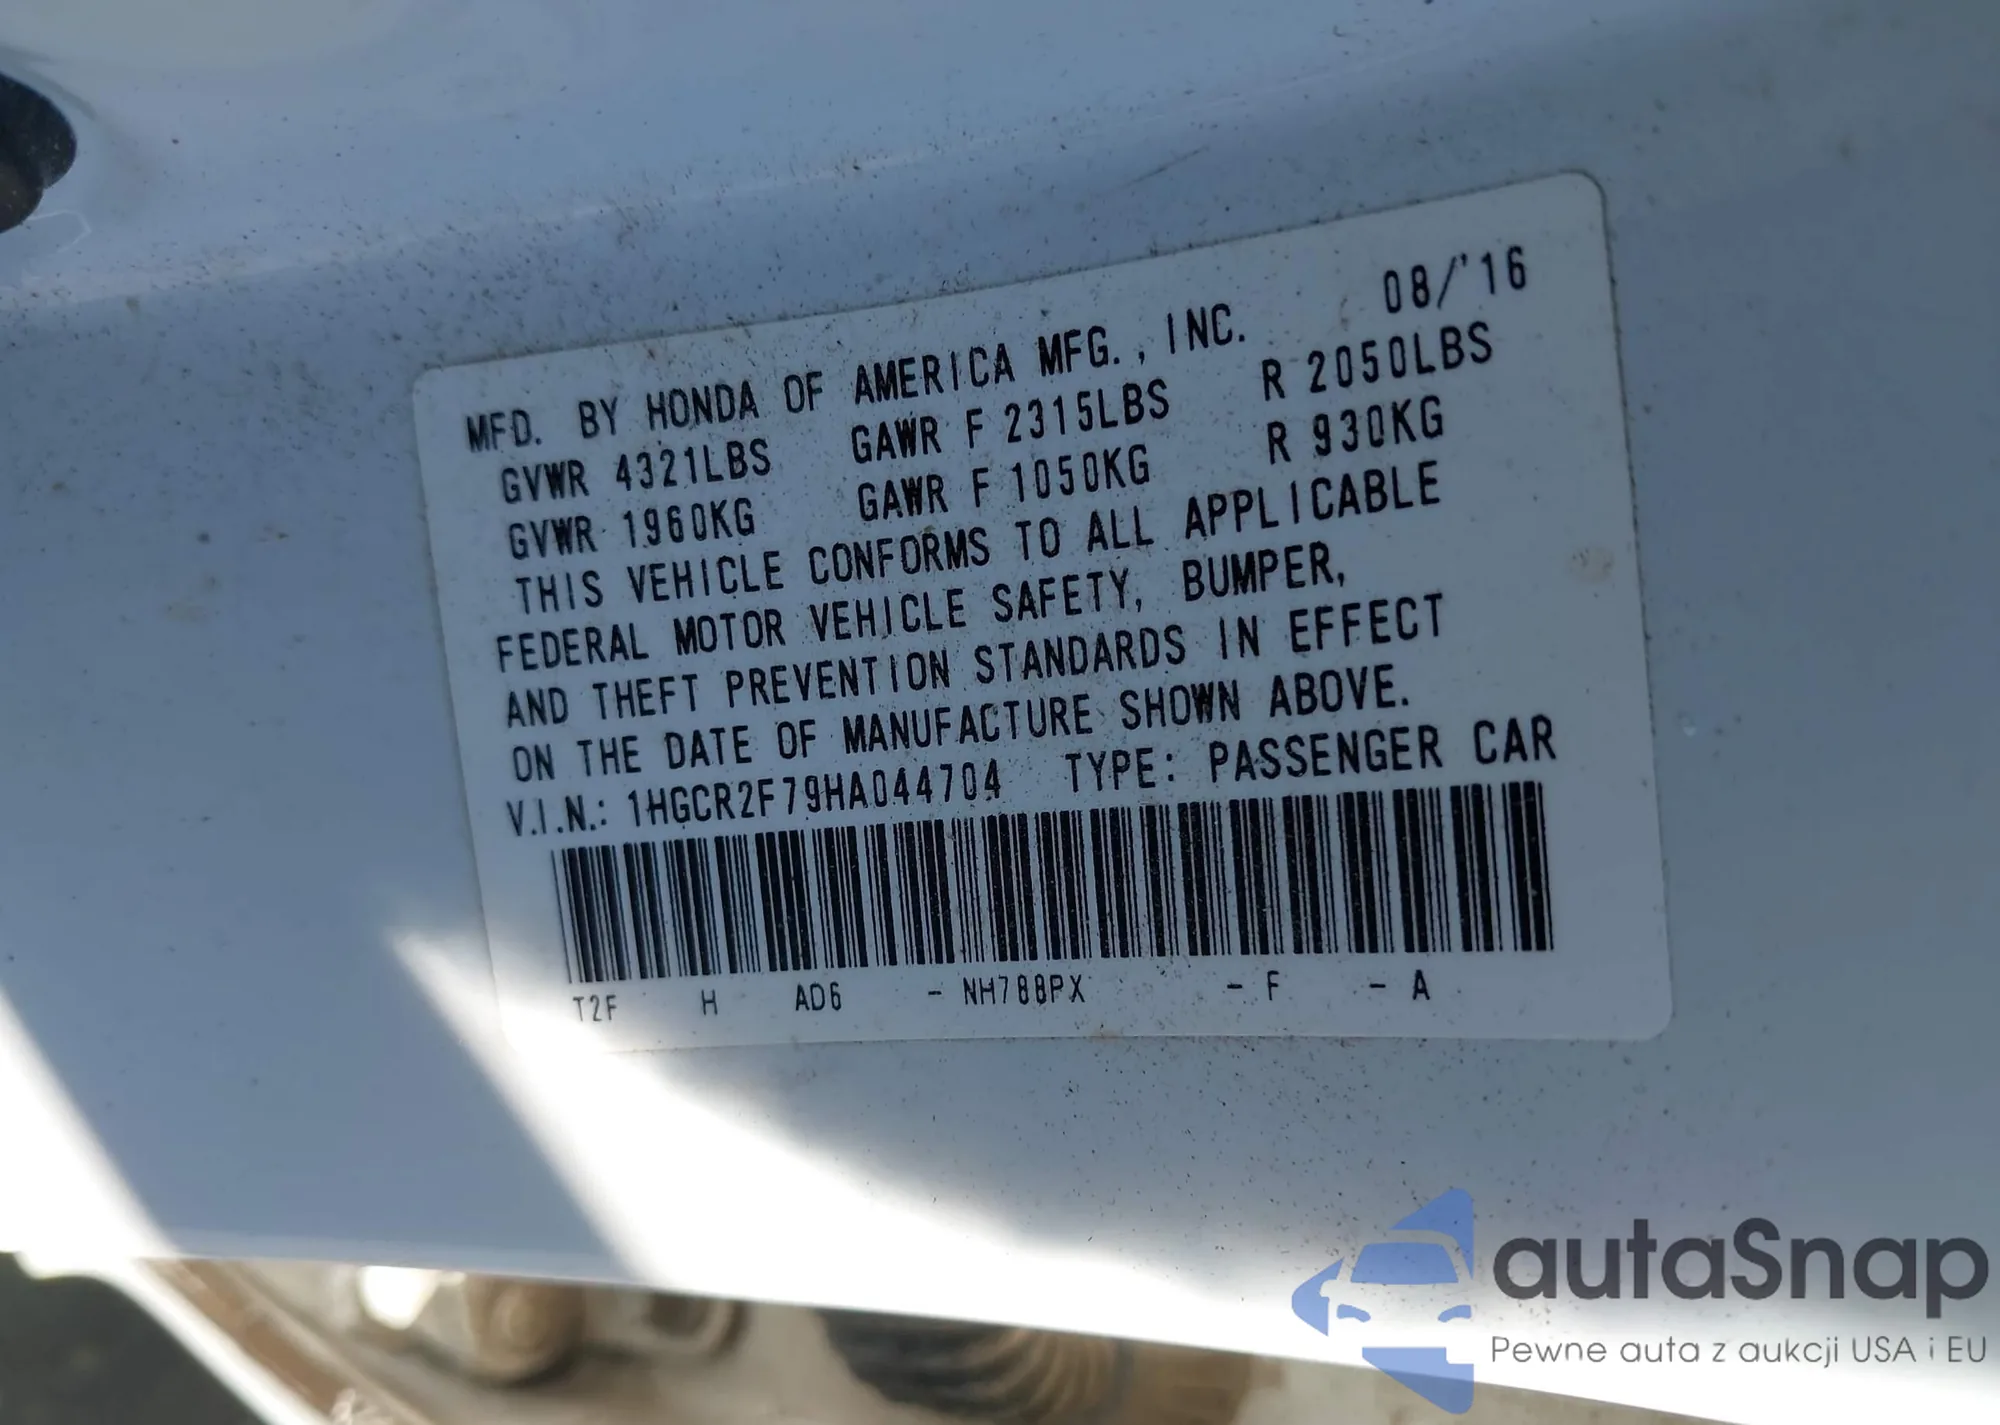 08/'16
MFD. BY HONDA OF AMERICA MFG., INC.
GVWR 4321LBS GAWR F 2315LBS R 2050LBS
GVWR 1960KG GAWR F 1050KG R 930KG
THIS VEHICLE CONFORMS TO ALL APPLICABLE
FEDERAL MOTOR VEHICLE SAFETY, BUMPER,
AND THEFT PREVENTION STANDARDS IN EFFECT
ON THE DATE OF MANUFACTURE SHOWN ABOVE.
V.I.N.: 1HGCR2F79HA044704 TYPE: PASSENGER CAR
T2F H AD6 - NH788PX - F - A
autaSnap
Pewne auta z aukcji USA i EU